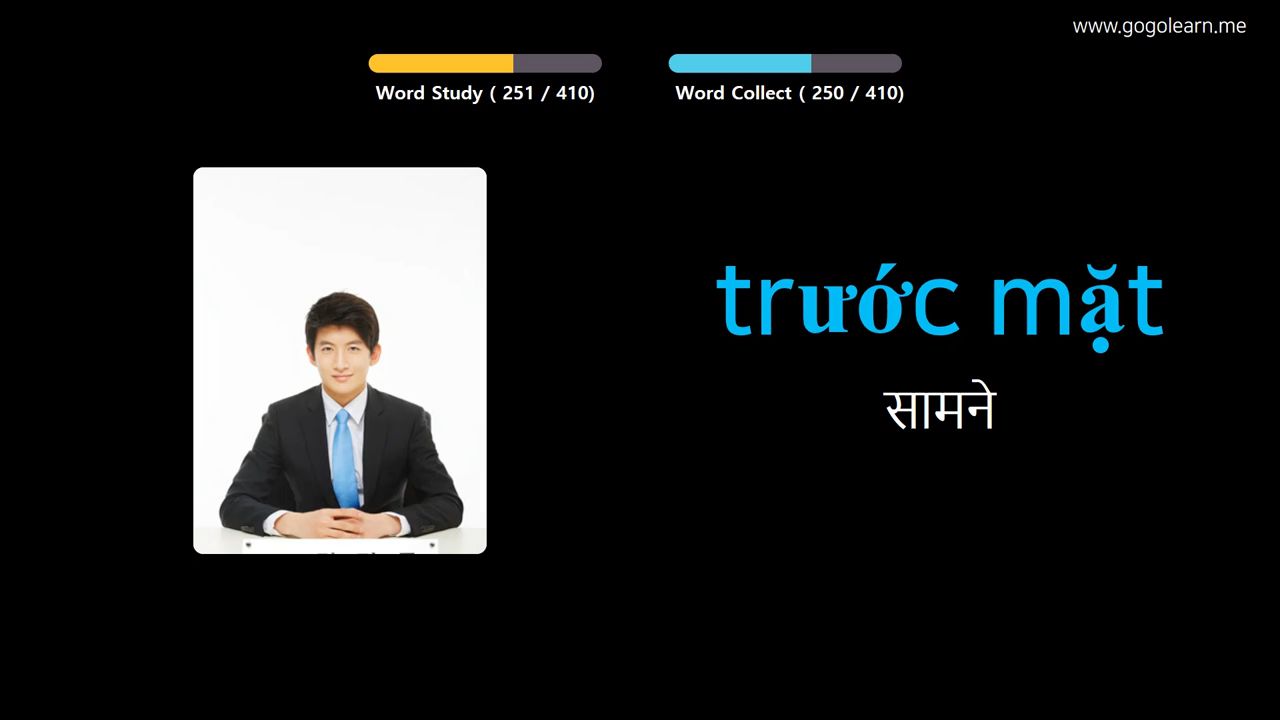 www.gogolearn.me
Word Study ( 251 / 410)
Word Collect ( 250 / 410)
trước mặt
सामने